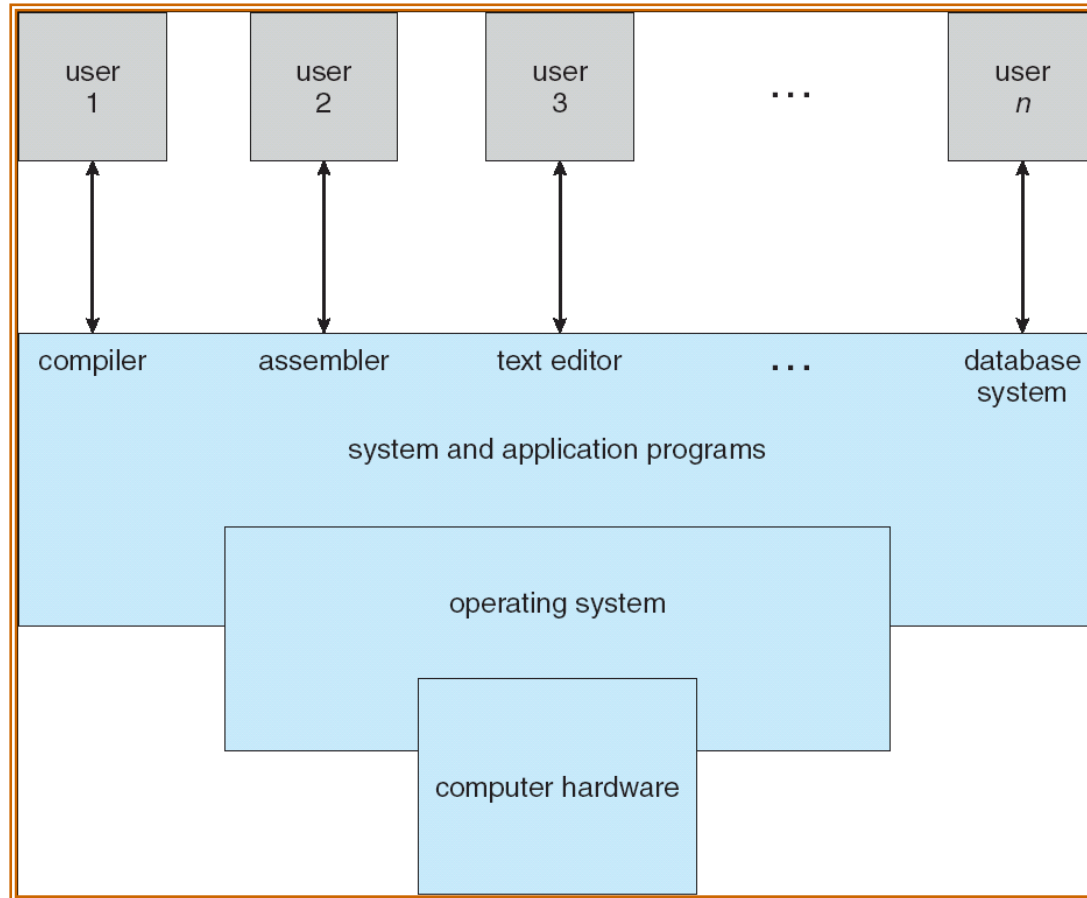 user
1
user
2
user
3
...
user
n
compiler
assembler
text editor
...
database
system
system and application programs
operating system
computer hardware